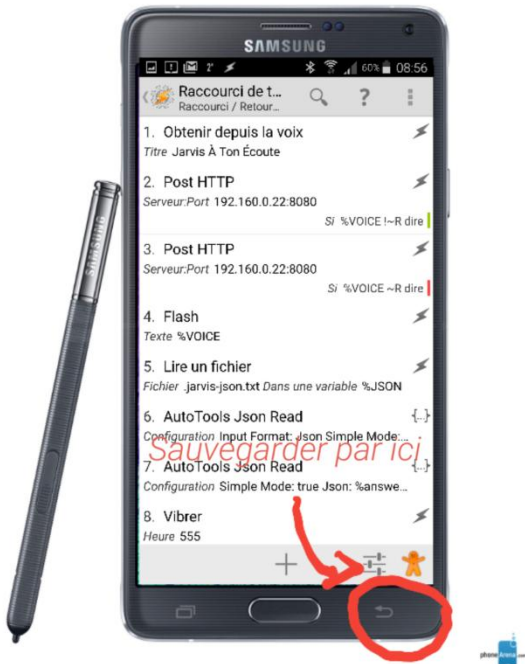 SAMSUNG
2° 60% 08:56
Raccourci de t...
Raccourci / Retour...
?
1. Obtenir depuis la voix
Titre Jarvis À Ton Écoute
2. Post HTTP
Serveur:Port 192.160.0.22:8080
Si %VOICE !~R dire
3. Post HTTP
Serveur:Port 192.160.0.22:8080
Si %VOICE ~R dire
4. Flash
Texte %VOICE
5. Lire un fichier
Fichier .jarvis-json.txt Dans une variable %JSON
6. AutoTools Json Read
{...}
Configuration Input Format: Json Simple Mode:...
Sauvegarder par ici
7. AutoTools Json Read
{...}
Configuration Simple Mode: true Json: %answe...
8. Vibrer
Heure 555
SAMSUNG
phoneArena.com